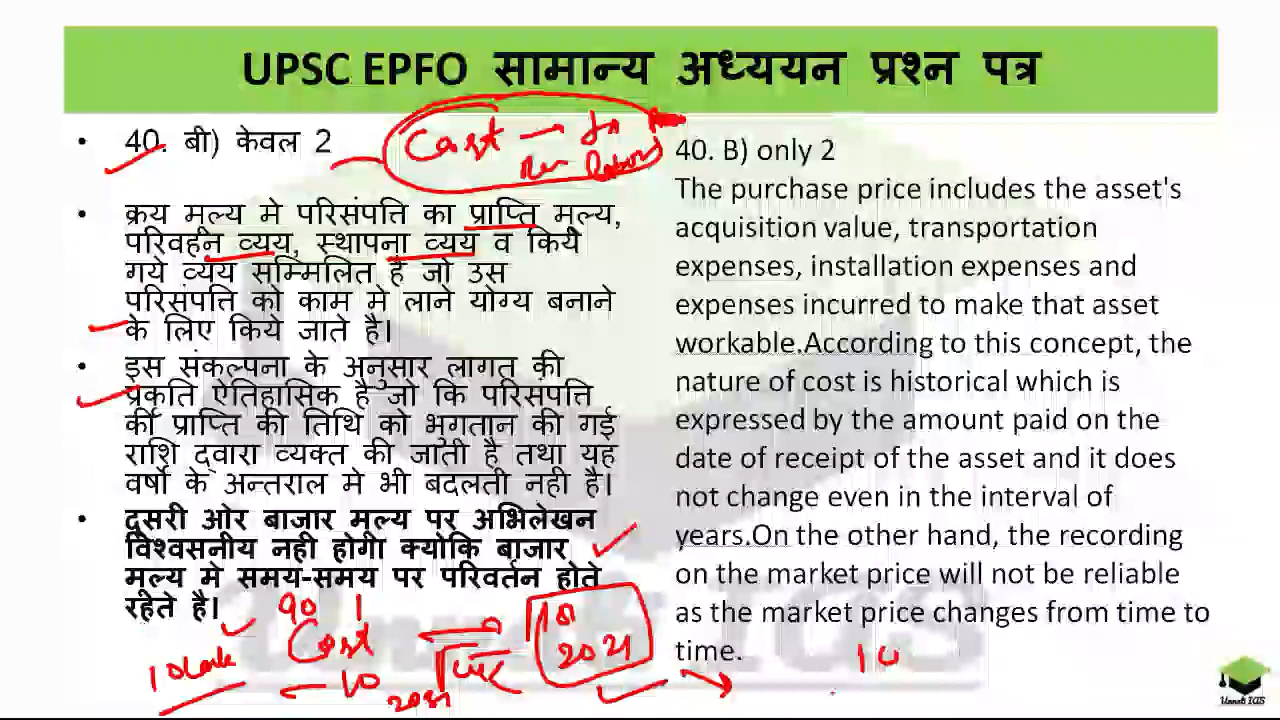 UPSC EPFO सामान्य अध्ययन प्रश्न पत्र
• 40. बी) केवल 2
• क्रय मूल्य मे परिसंपत्ति का प्राप्ति मूल्य,
परिवहन व्यय, स्थापना व्यय व किये
गये व्यय सम्मिलित है जो उस
परिसंपत्ति को काम मे लाने योग्य बनाने
के लिए किये जाते है।
• इस संकल्पना के अनुसार लागत की
प्रकृति ऐतिहासिक है जो कि परिसंपत्ति
की प्राप्ति की तिथि को भुगतान की गई
राशि द्वारा व्यक्त की जाती है तथा यह
वर्षो के अन्तराल मे भी बदलती नही है।
• दूसरी ओर बाजार मूल्य पर अभिलेखन
विश्वसनीय नही होगी क्योकि बाजार
मूल्य मे समय-समय पर परिवर्तन होते
रहेते है।
Cost
90
Cost
10
2021
40. B) only 2
The purchase price includes the asset's
acquisition value, transportation
expenses, installation expenses and
expenses incurred to make that asset
workable.According to this concept, the
nature of cost is historical which is
expressed by the amount paid on the
date of receipt of the asset and it does
not change even in the interval of
years.On the other hand, the recording
on the market price will not be reliable
as the market price changes from time to
time.
Unnati IAS